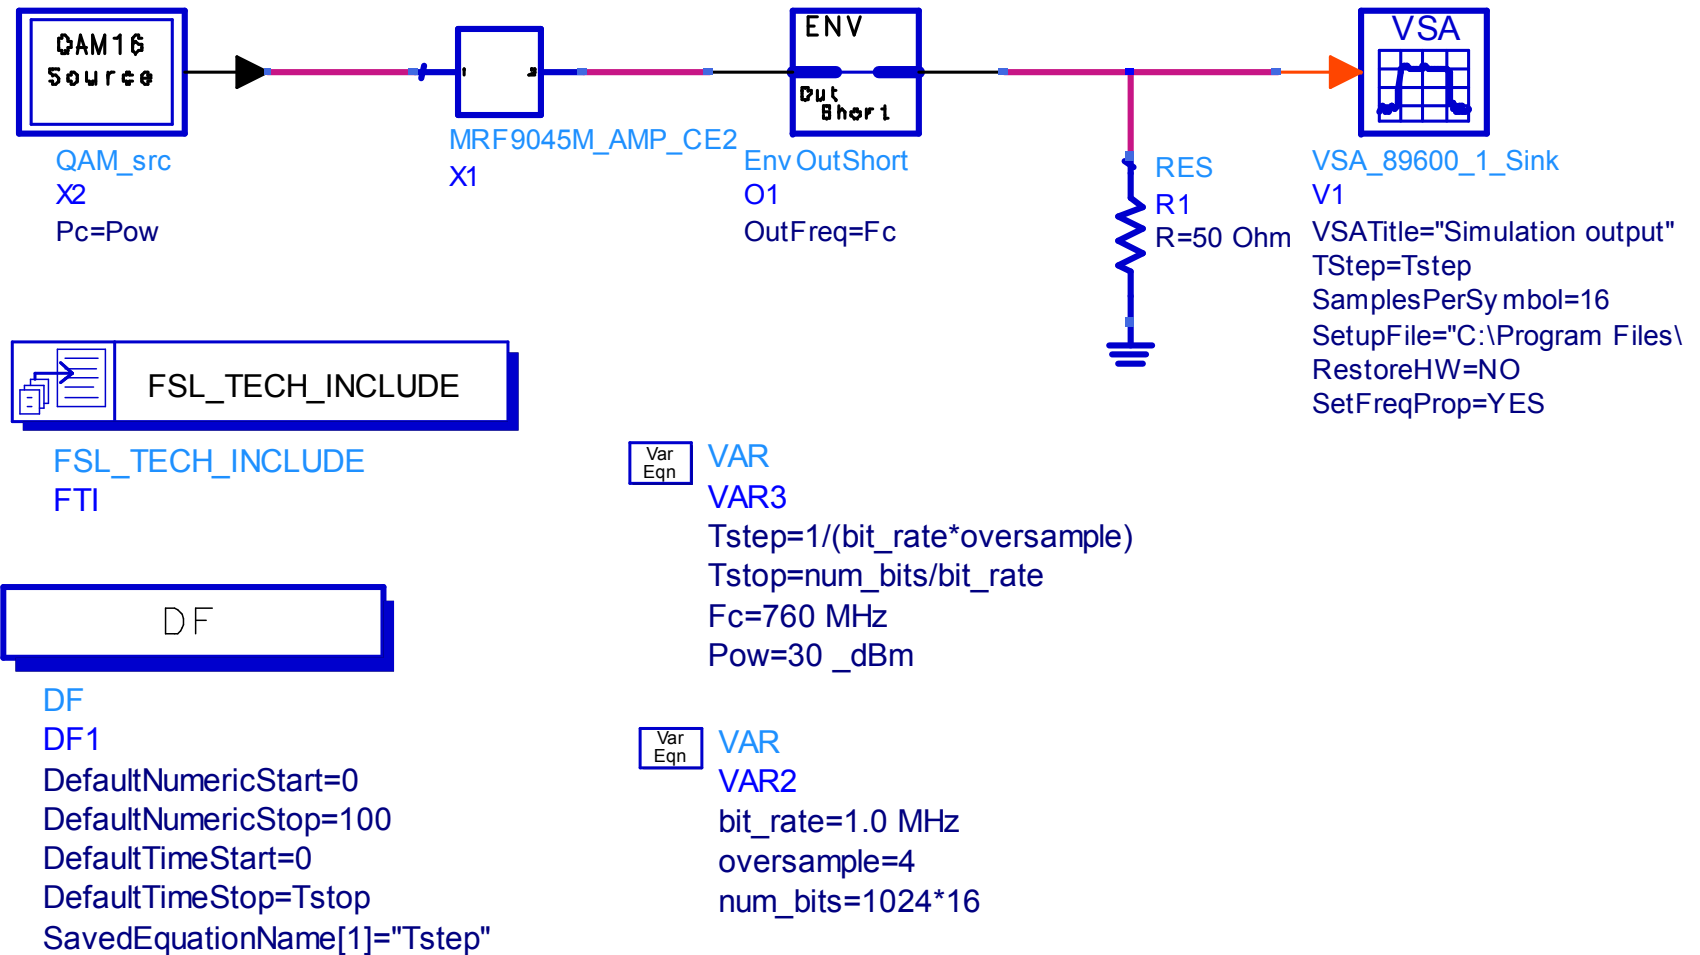 QAM16
Source
QAM_src
X2
Pc=Pow
MRF9045M_AMP_CE2
X1
ENV
Out
Short
EnvOutShort
O1
OutFreq=Fc
RES
R1
R=50 Ohm
VSA
VSA_89600_1_Sink
V1
VSATitle="Simulation output"
TStep=Tstep
SamplesPerSymbol=16
SetupFile="C:\Program Files\
RestoreHW=NO
SetFreqProp=YES
FSL_TECH_INCLUDE
FSL_TECH_INCLUDE
FTI
Var
Eqn
VAR
VAR3
Tstep=1/(bit_rate*oversample)
Tstop=num_bits/bit_rate
Fc=760 MHz
Pow=30 _dBm
DF
DF
DF1
DefaultNumericStart=0
DefaultNumericStop=100
DefaultTimeStart=0
DefaultTimeStop=Tstop
SavedEquationName[1]="Tstep"
Var
Eqn
VAR
VAR2
bit_rate=1.0 MHz
oversample=4
num_bits=1024*16